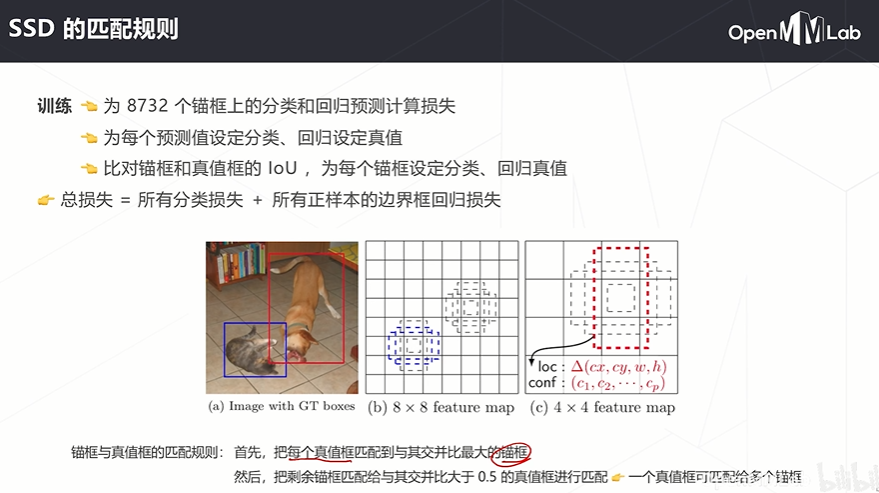 SSD 的匹配规则
OpenMMLab
训练 👈 为 8732 个锚框上的分类和回归预测计算损失
👈 为每个预测值设定分类、回归设定真值
👈 比对锚框和真值框的 IoU ，为每个锚框设定分类、回归真值
👉 总损失 = 所有分类损失 + 所有正样本的边界框回归损失
loc : Δ(cx, cy, w, h)
conf : (c₁, c₂, ⋯, cₚ)
(a) Image with GT boxes (b) 8 × 8 feature map (c) 4 × 4 feature map
锚框与真值框的匹配规则： 首先，把每个真值框匹配到与其交并比最大的锚框
然后，把剩余锚框匹配给与其交并比大于 0.5 的真值框进行匹配 👉 一个真值框可匹配给多个锚框
bilibili